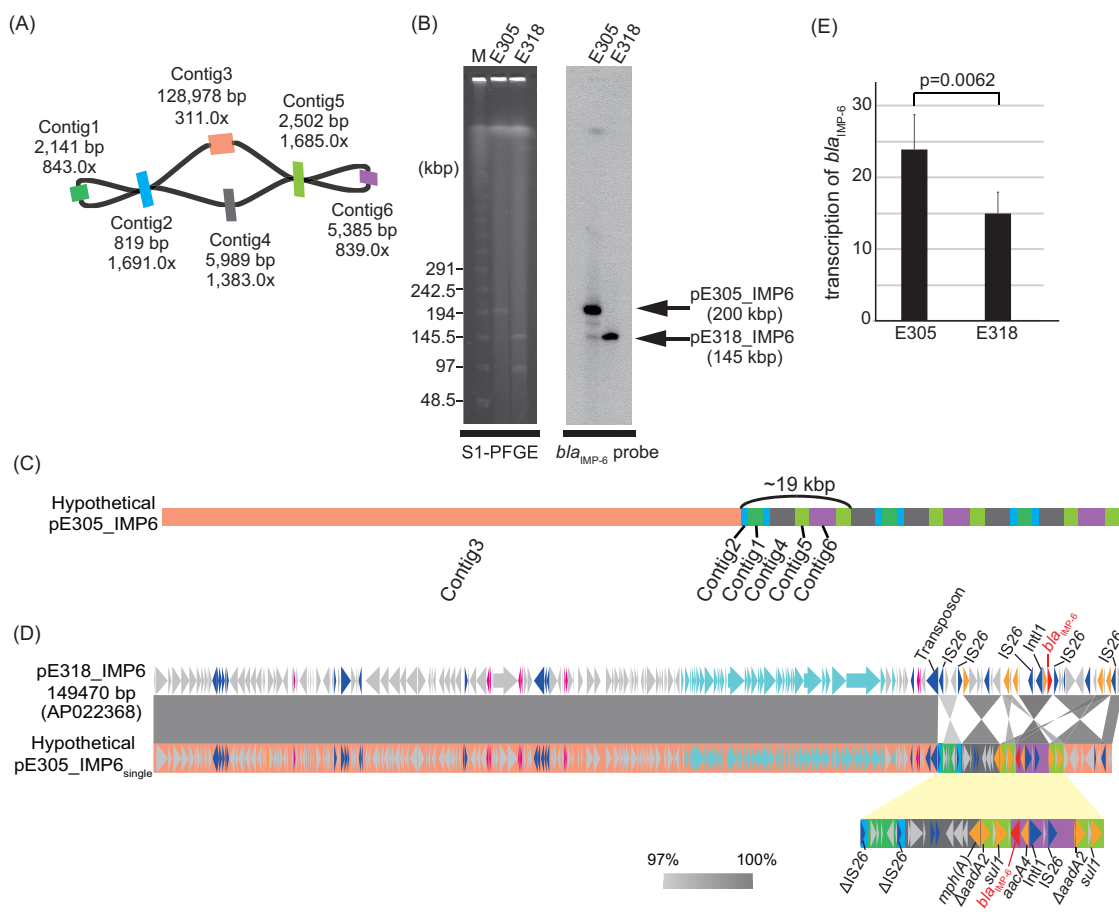 (A)
Contig3
128,978 bp
311.0x
Contig5
2,502 bp
1,685.0x
Contig1
2,141 bp
843.0x
Contig2
819 bp
1,691.0x
Contig4
5,989 bp
1,383.0x
Contig6
5,385 bp
839.0x
(B)
M E305 E318
E305 E318
(kbp)
291
242.5
194
145.5
97
48.5
pE305_IMP6
(200 kbp)
pE318_IMP6
(145 kbp)
S1-PFGE
blaIMP-6 probe
(E)
p=0.0062
transcription of blaIMP-6
30
25
20
15
10
5
0
E305 E318
(C)
Hypothetical
pE305_IMP6
~19 kbp
Contig3
Contig2
Contig1
Contig4
Contig5
Contig6
(D)
pE318_IMP6
149470 bp
(AP022368)
Transposon
IS26
IS26
IS26
IntI1
blaIMP-6
IS26
IS26
Hypothetical
pE305_IMP6single
ΔIS26
ΔIS26
mph(A)
ΔaadA2
sul1
blaIMP-6
aacA4
IntI1
IS26
ΔaadA2
sul1
97% 100%